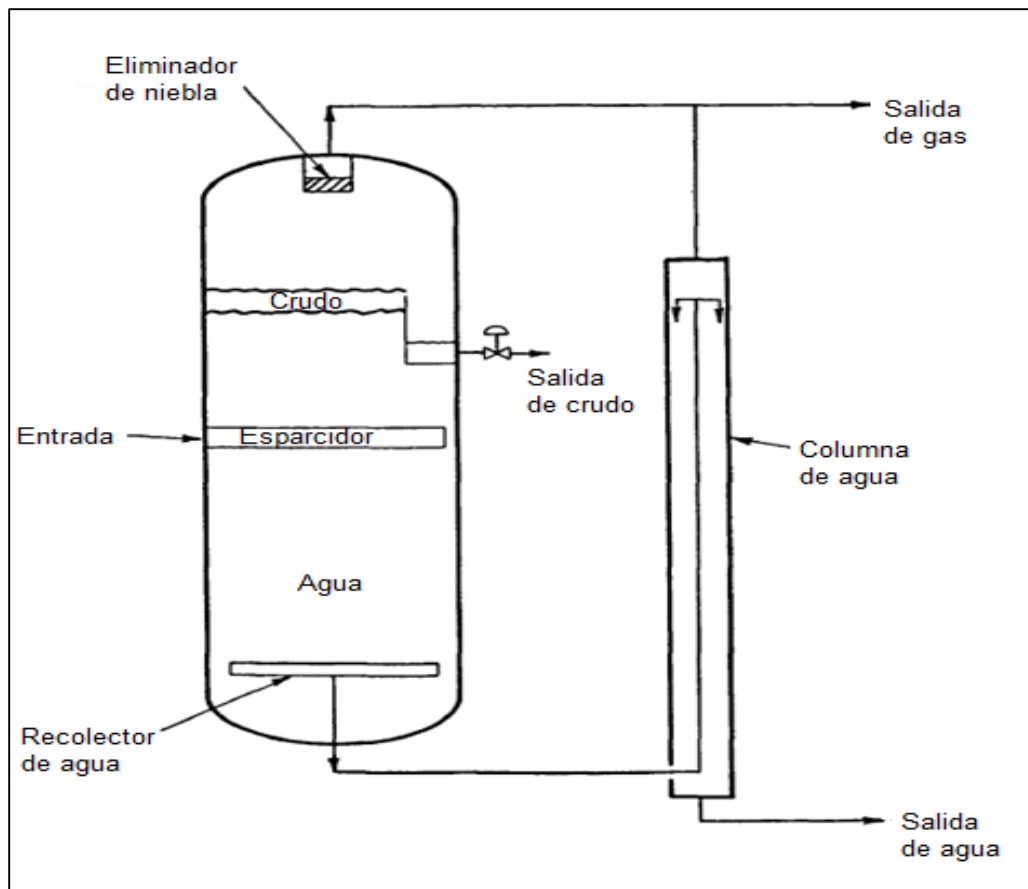 Eliminador
de niebla
Salida
de gas
Crudo
Salida
de crudo
Entrada
Esparcidor
Columna
de agua
Agua
Recolector
de agua
Salida
de agua